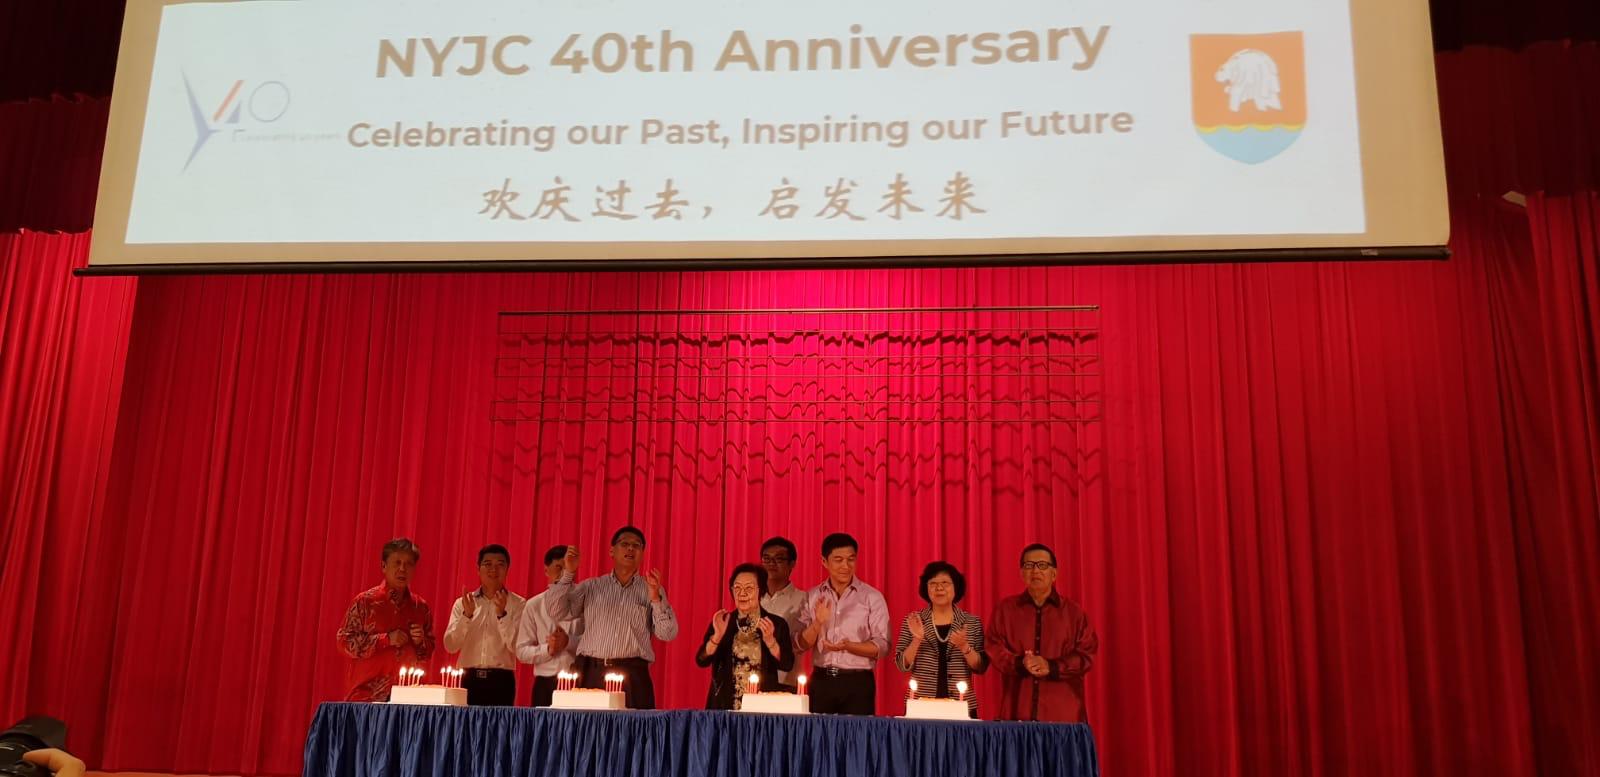 NYJC 40th Anniversary
40
Celebrating our Past, Inspiring our Future
欢庆过去，启发未来